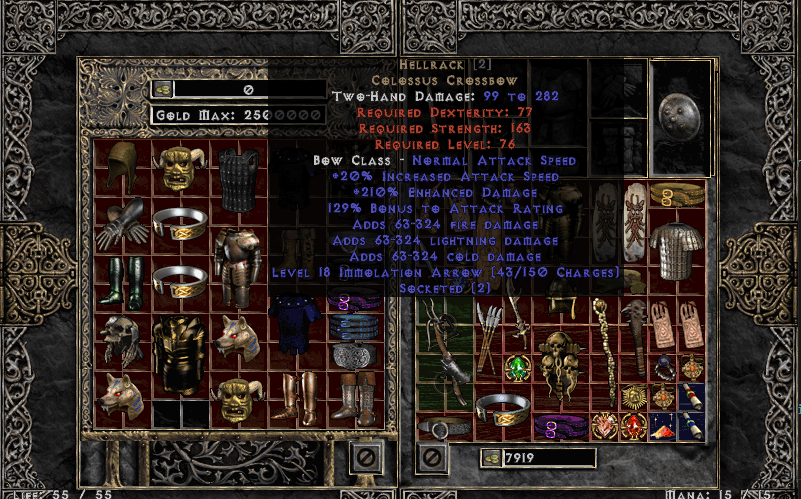 Hellrack [2]
Colossus Crossbow
Two-Hand Damage: 99 to 282
Required Dexterity: 77
Required Strength: 163
Required Level: 76
Bow Class - Normal Attack Speed
+20% Increased Attack Speed
+210% Enhanced Damage
129% Bonus to Attack Rating
Adds 63-324 fire damage
Adds 63-324 lightning damage
Adds 63-324 cold damage
Level 18 Immolation Arrow (43/150 Charges)
Socketed (2)
0
Gold Max: 2500000
7919
Life: 55 / 55
Mana: 15 / 15